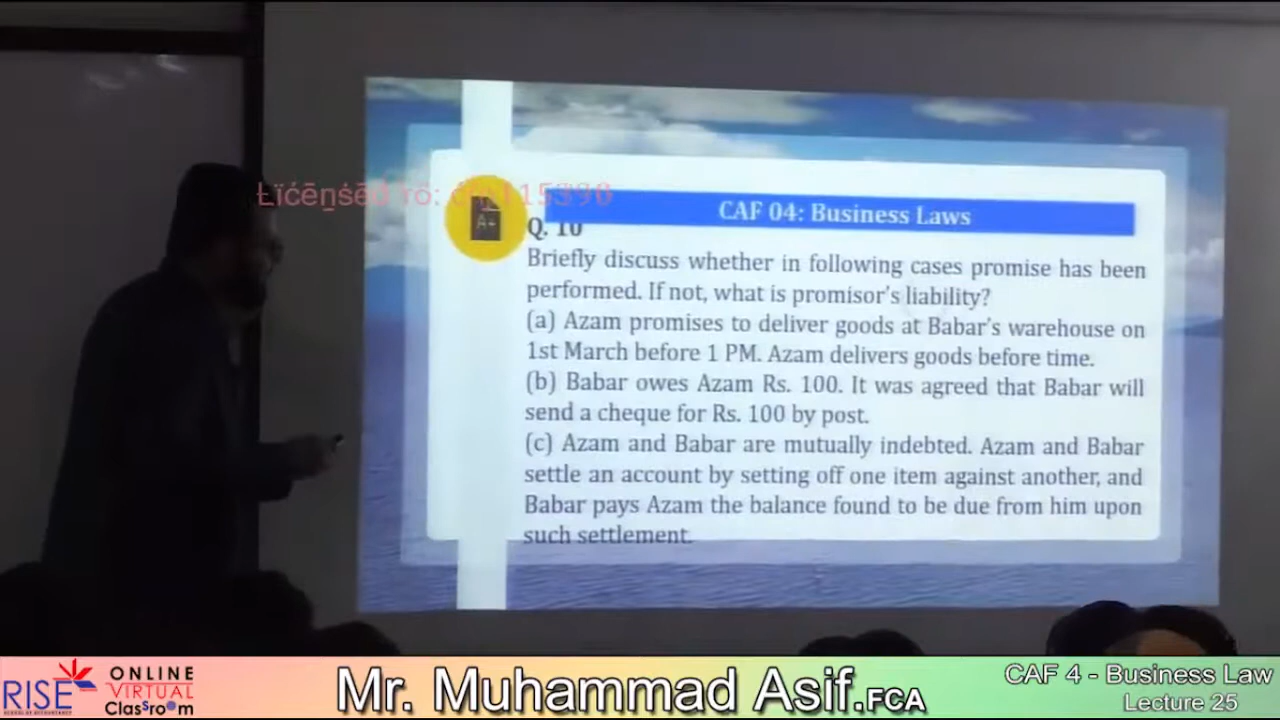 Łïćēṉṡēd
CAF 04: Business Laws
A+
Q. 10
Briefly discuss whether in following cases promise has been
performed. If not, what is promisor's liability?
(a) Azam promises to deliver goods at Babar's warehouse on
1st March before 1 PM. Azam delivers goods before time.
(b) Babar owes Azam Rs. 100. It was agreed that Babar will
send a cheque for Rs. 100 by post.
(c) Azam and Babar are mutually indebted. Azam and Babar
settle an account by setting off one item against another, and
Babar pays Azam the balance found to be due from him upon
such settlement.
RISE
ONLINE
VIRTUAL
Classroom
Mr. Muhammad Asif.FCA
CAF 4 - Business Law
Lecture 25